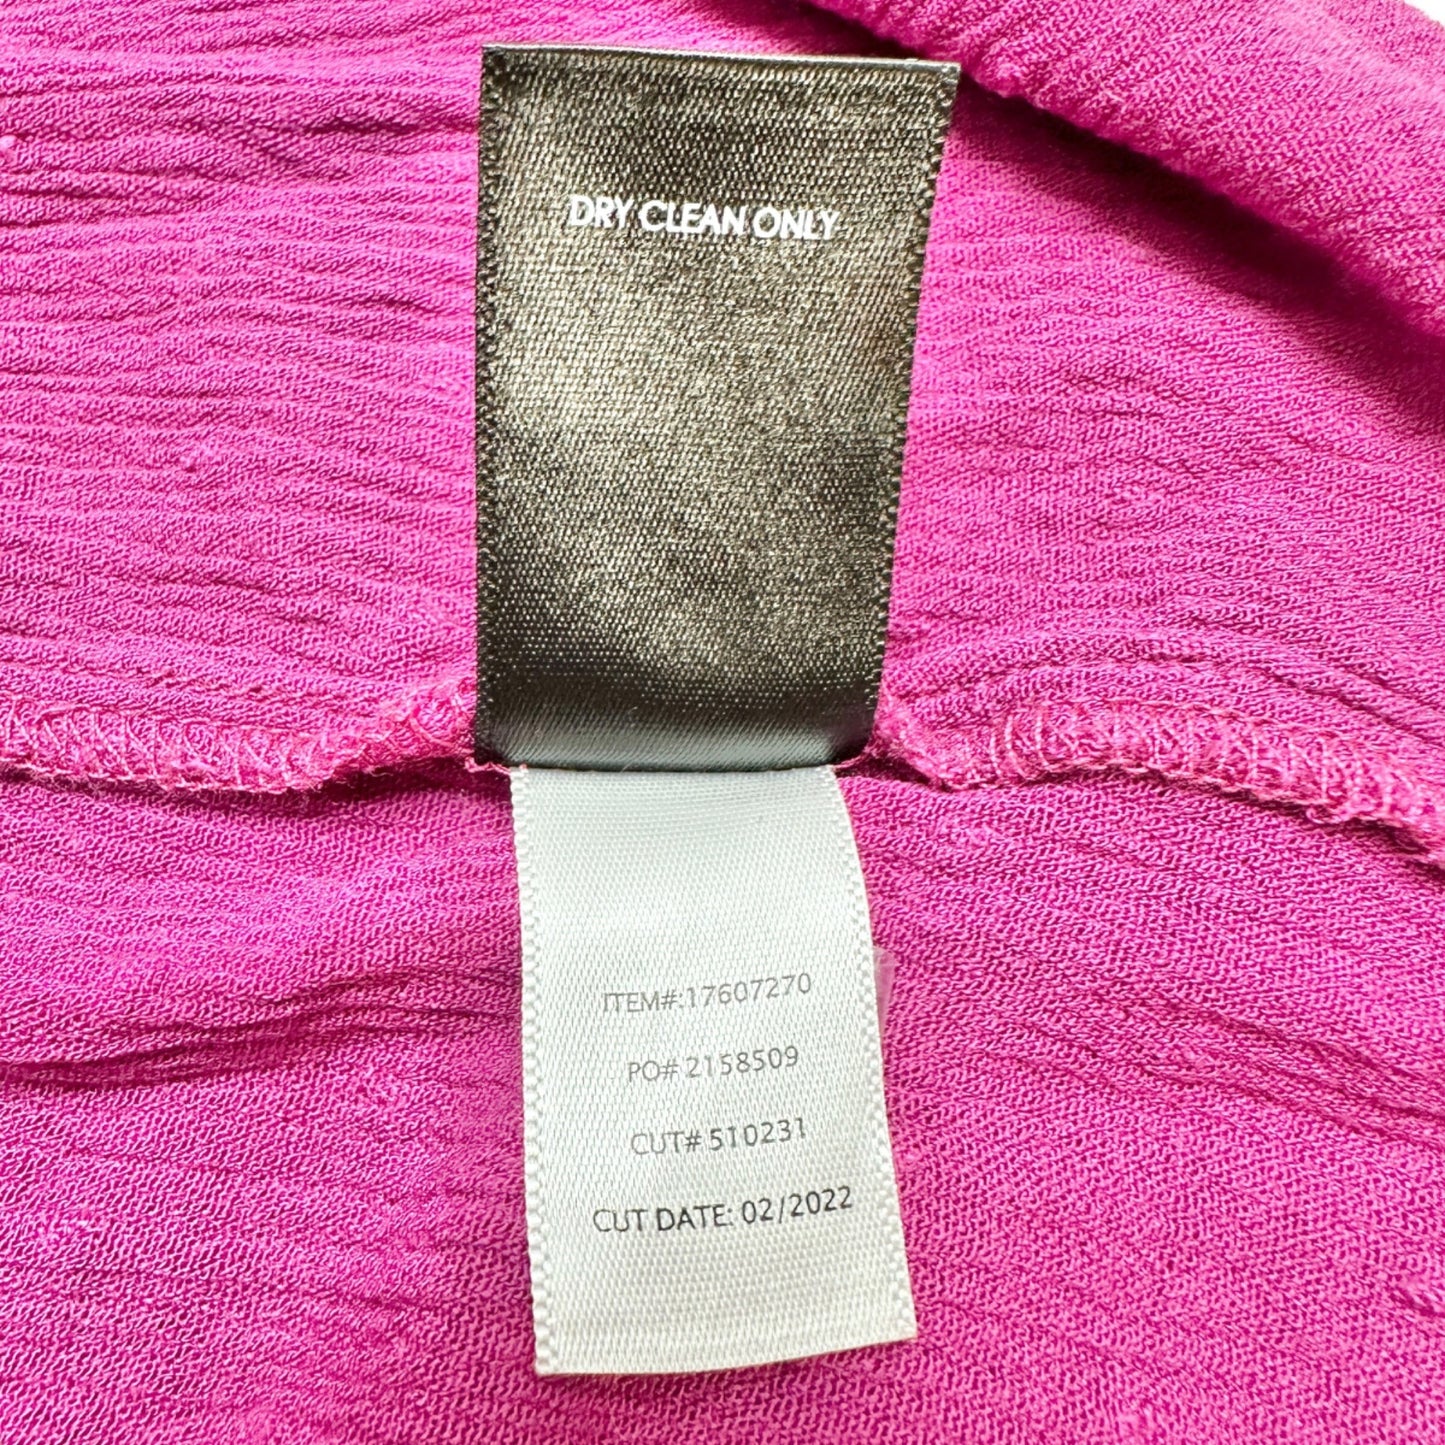 DRY CLEAN ONLY
ITEM#:17607270
PO# 2158509
CUT# 510231
CUT DATE: 02/2022